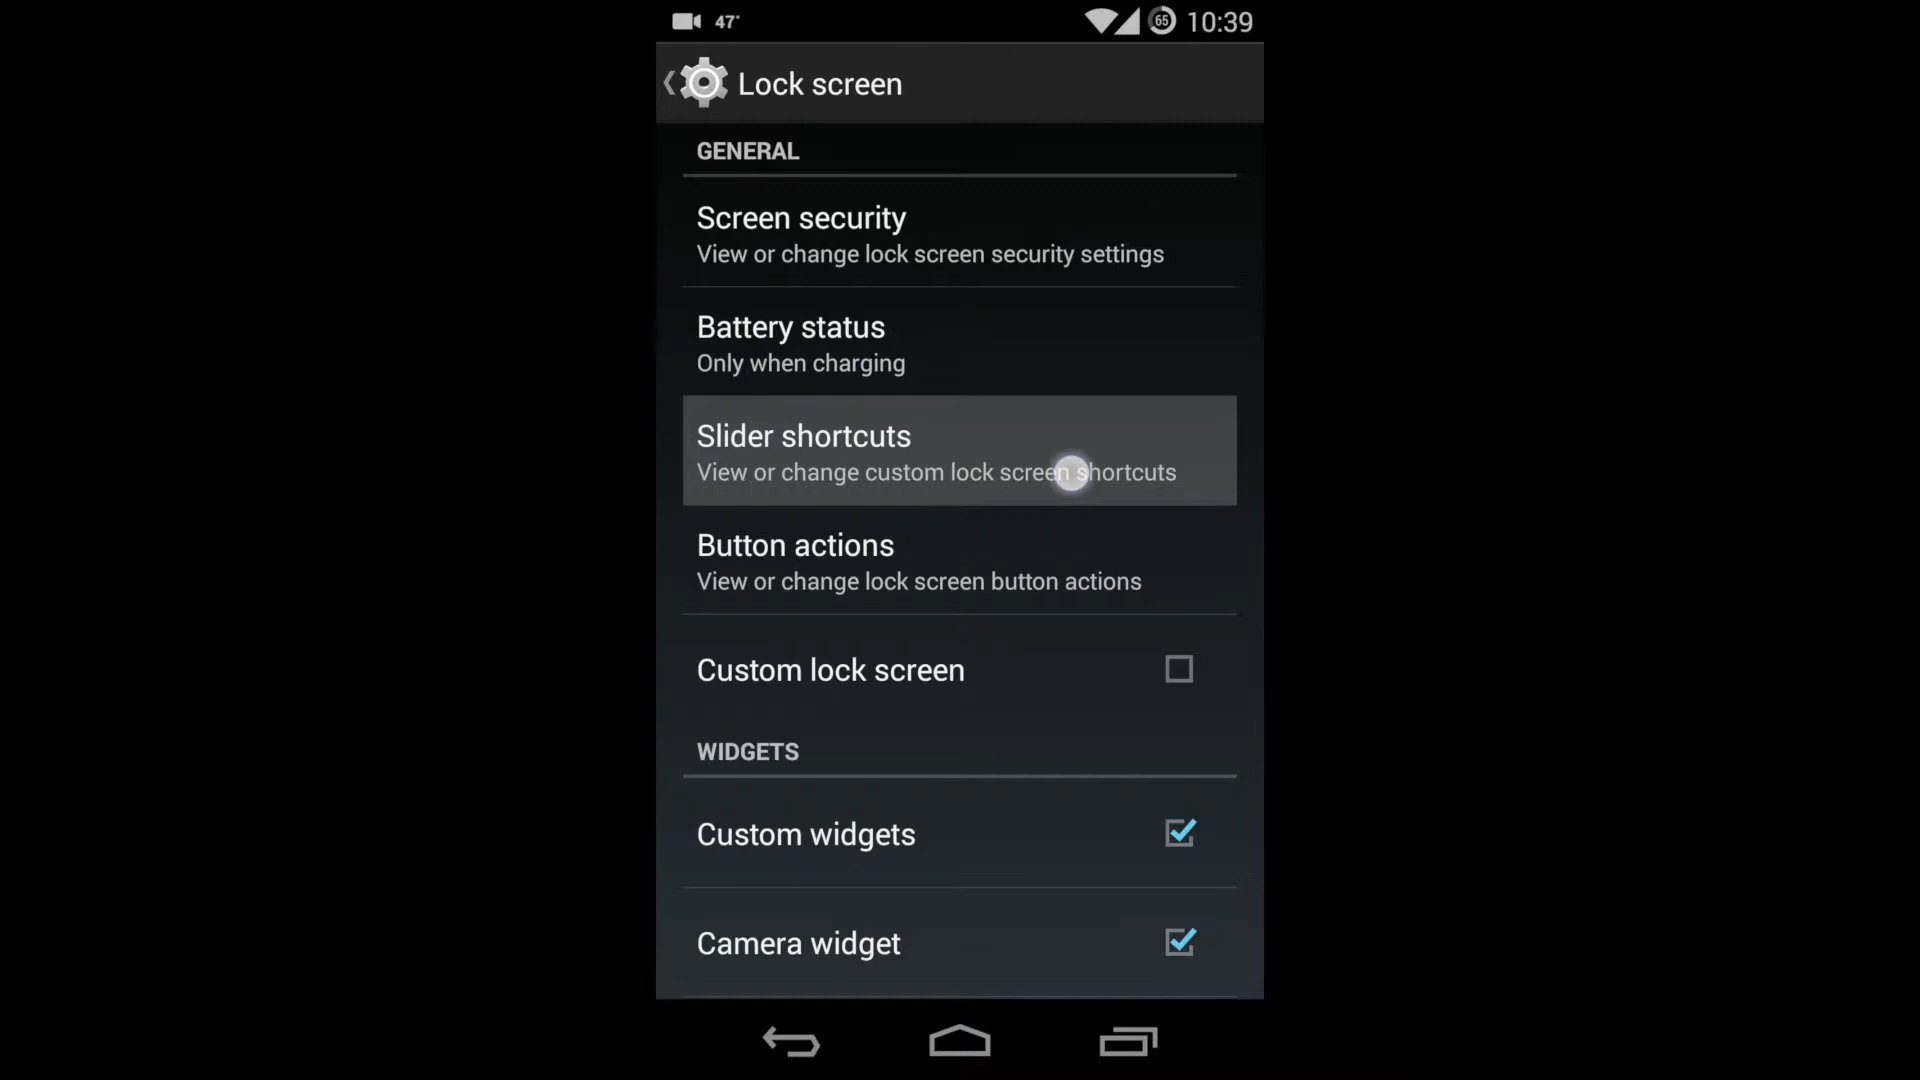 47°
65 10:39
Lock screen
GENERAL
Screen security
View or change lock screen security settings
Battery status
Only when charging
Slider shortcuts
View or change custom lock screen shortcuts
Button actions
View or change lock screen button actions
Custom lock screen
WIDGETS
Custom widgets
Camera widget